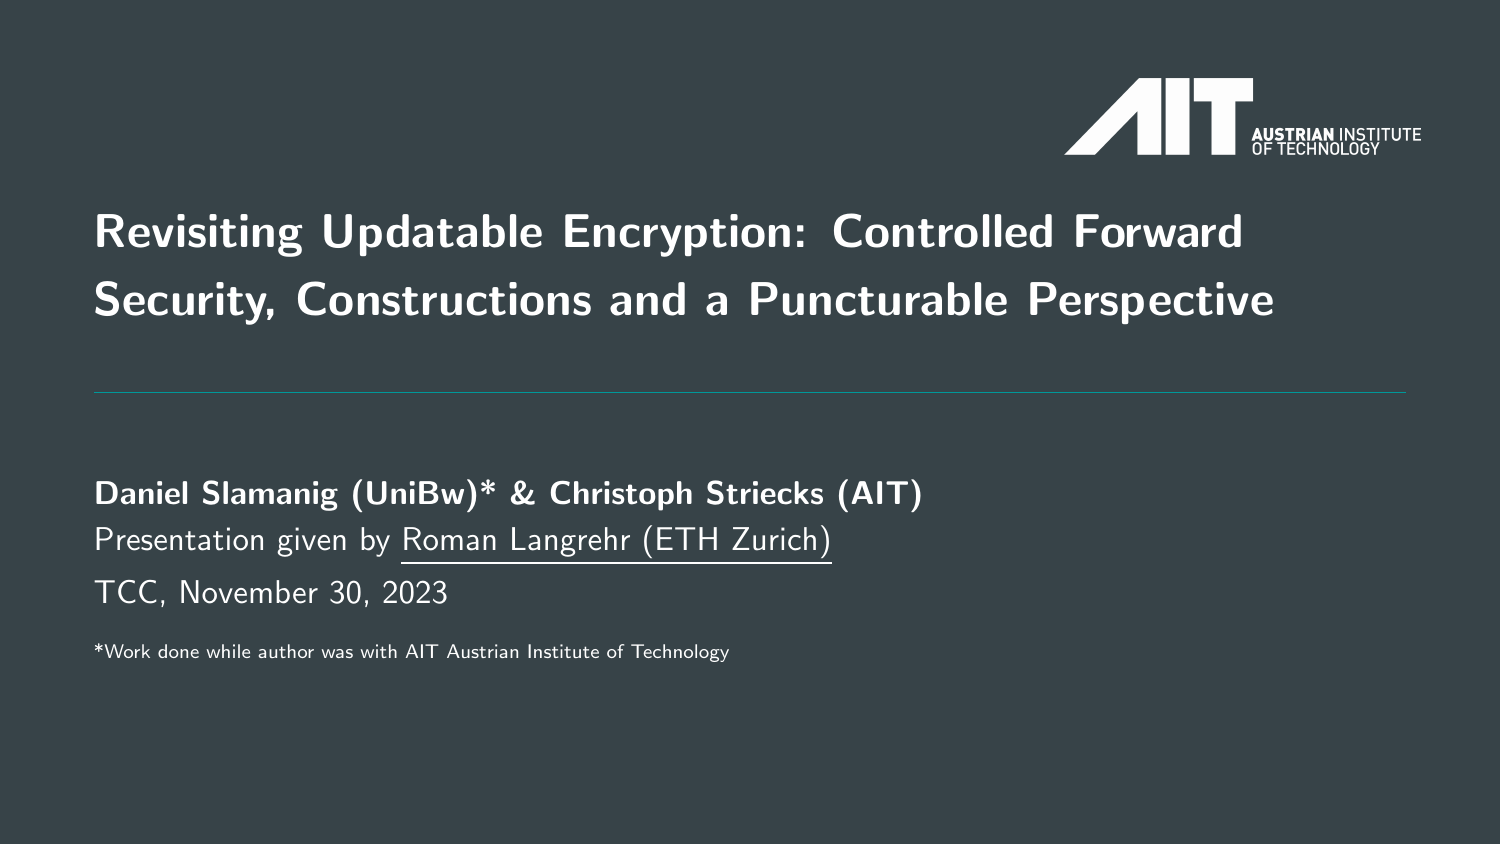 AIT AUSTRIAN INSTITUTE
OF TECHNOLOGY
Revisiting Updatable Encryption: Controlled Forward
Security, Constructions and a Puncturable Perspective
Daniel Slamanig (UniBw)* & Christoph Striecks (AIT)
Presentation given by Roman Langrehr (ETH Zurich)
TCC, November 30, 2023
*Work done while author was with AIT Austrian Institute of Technology